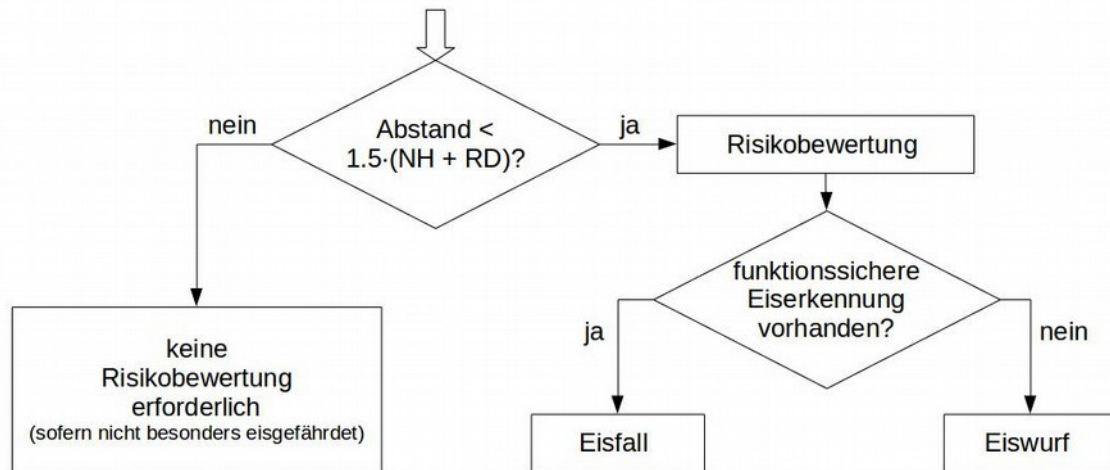 Abstand <
1.5·(NH + RD)?
nein
ja
Risikobewertung
funktionssichere
Eiserkennung
vorhanden?
ja
nein
keine
Risikobewertung
erforderlich
(sofern nicht besonders eisgefährdet)
Eisfall
Eiswurf